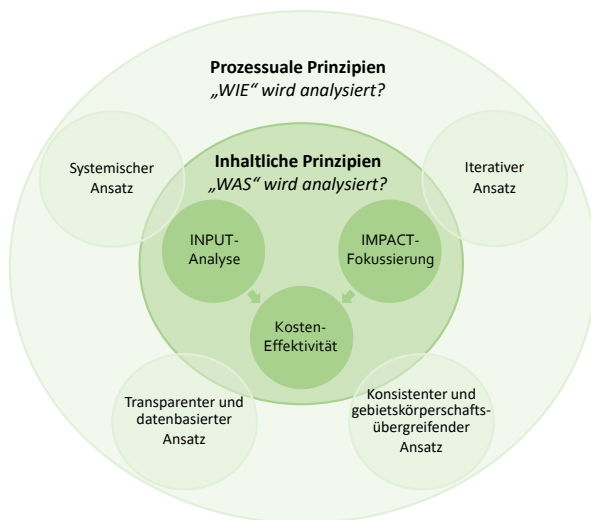 Prozessuale Prinzipien
„WIE“ wird analysiert?
Systemischer
Ansatz
Iterativer
Ansatz
Inhaltliche Prinzipien
„WAS“ wird analysiert?
INPUT-
Analyse
IMPACT-
Fokussierung
Kosten-
Effektivität
Transparenter und
datenbasierter
Ansatz
Konsistenter und
gebietskörperschafts-
übergreifender
Ansatz